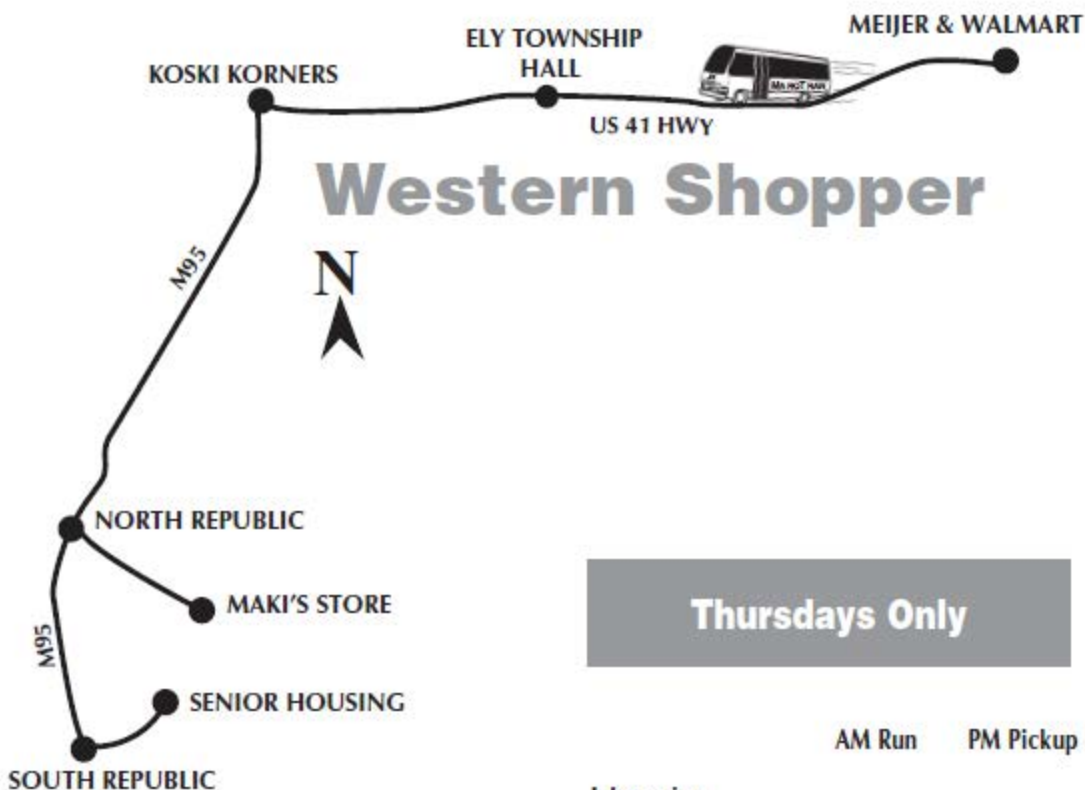 MEIJER & WALMART
ELY TOWNSHIP
HALL
KOSKI KORNERS
US 41 HWY
Western Shopper
M95
N
NORTH REPUBLIC
MAKI'S STORE
Thursdays Only
M95
SENIOR HOUSING
AM Run PM Pickup
SOUTH REPUBLIC